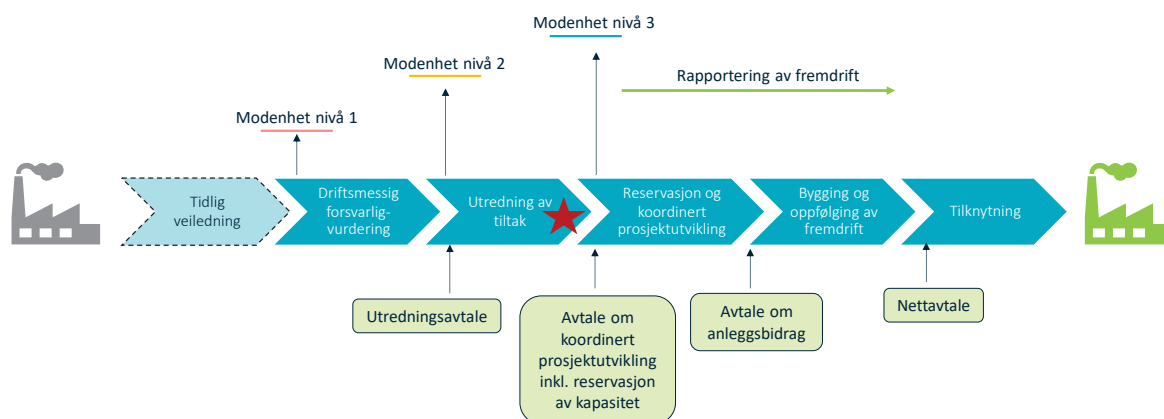 Modenhet nivå 3
Modenhet nivå 2
Rapportering av fremdrift
Modenhet nivå 1
Tidlig
veiledning
Driftsmessig
forsvarlig-
vurdering
Utredning av
tiltak
Reservasjon og
koordinert
prosjektutvikling
Bygging og
oppfølging av
fremdrift
Tilknytning
Utredningsavtale
Avtale om
koordinert
prosjektutvikling
inkl. reservasjon
av kapasitet
Avtale om
anleggsbidrag
Nettavtale